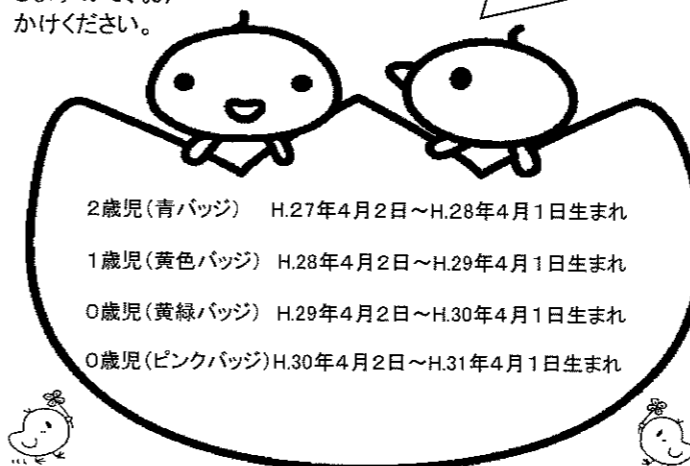 かけください。
2歳児(青バッジ) H.27年4月2日~H.28年4月1日生まれ
1歳児(黄色バッジ) H.28年4月2日~H.29年4月1日生まれ
0歳児(黄緑バッジ) H.29年4月2日~H.30年4月1日生まれ
0歳児(ピンクバッジ)H.30年4月2日~H.31年4月1日生まれ